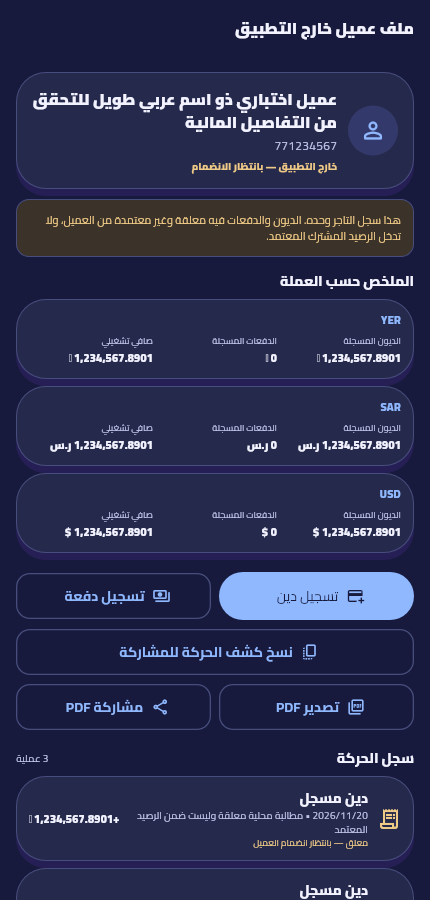 ملف عميل خارج التطبيق
عميل اختباري ذو اسم عربي طويل للتحقق
من التفاصيل المالية
771234567
خارج التطبيق — بانتظار الانضمام
هذا سجل التاجر وحده. الديون والدفعات فيه معلقة وغير معتمدة من العميل، ولا
تدخل الرصيد المشترك المعتمد.
الملخص حسب العملة
YER
الديون المسجلة الدفعات المسجلة صافي تشغيلي
1,234,567.8901 0 1,234,567.8901
SAR
الديون المسجلة الدفعات المسجلة صافي تشغيلي
1,234,567.8901 ر.س 0 ر.س 1,234,567.8901 ر.س
USD
الديون المسجلة الدفعات المسجلة صافي تشغيلي
1,234,567.8901 $ 0 $ 1,234,567.8901 $
تسجيل دين تسجيل دفعة
نسخ كشف الحركة للمشاركة
تصدير PDF مشاركة PDF
سجل الحركة 3 عملية
دين مسجل
2026/11/20 • مطالبة محلية معلقة وليست ضمن الرصيد
المعتمد
معلق — بانتظار انضمام العميل
+1,234,567.8901
دين مسجل